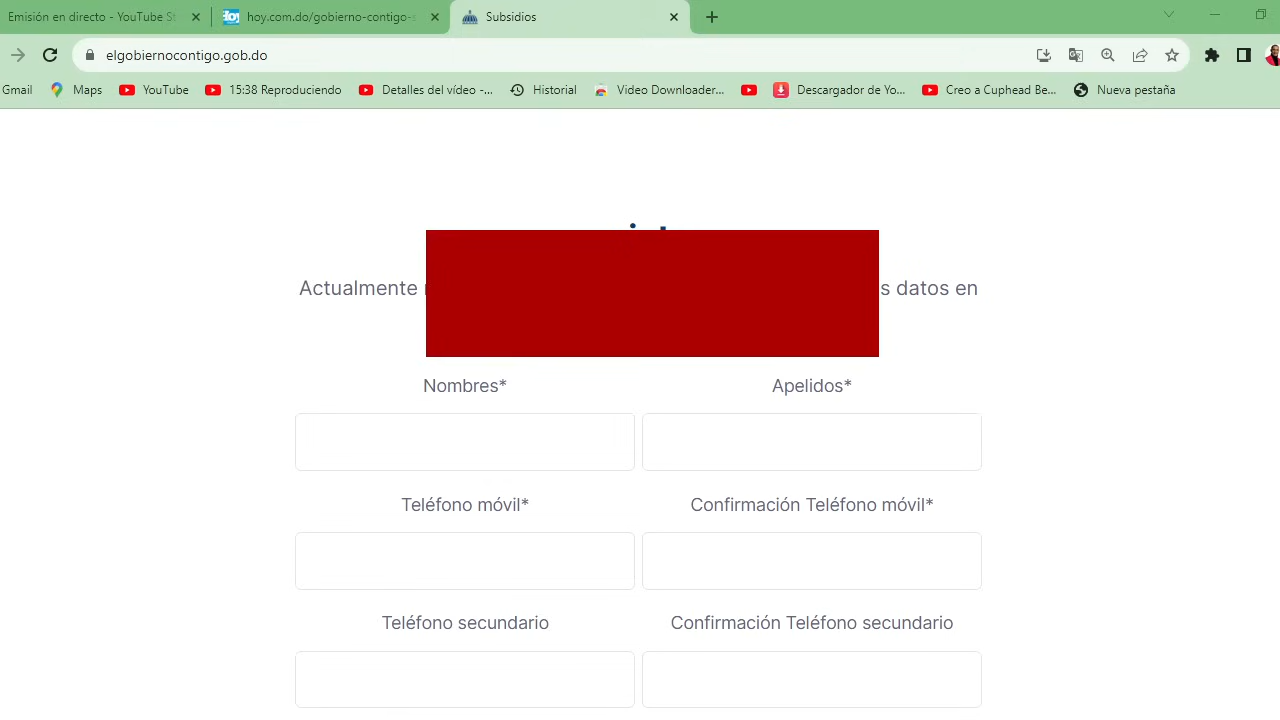 Emisión en directo - YouTube St
hoy.com.do/gobierno-contigo-s
Subsidios
elgobiernocontigo.gob.do
Gmail
Maps
YouTube
15:38 Reproduciendo
Detalles del vídeo -...
Historial
Video Downloader...
Descargador de Yo...
Creo a Cuphead Be...
Nueva pestaña
Actualmente
s datos en
Nombres*
Apelidos*
Teléfono móvil*
Confirmación Teléfono móvil*
Teléfono secundario
Confirmación Teléfono secundario